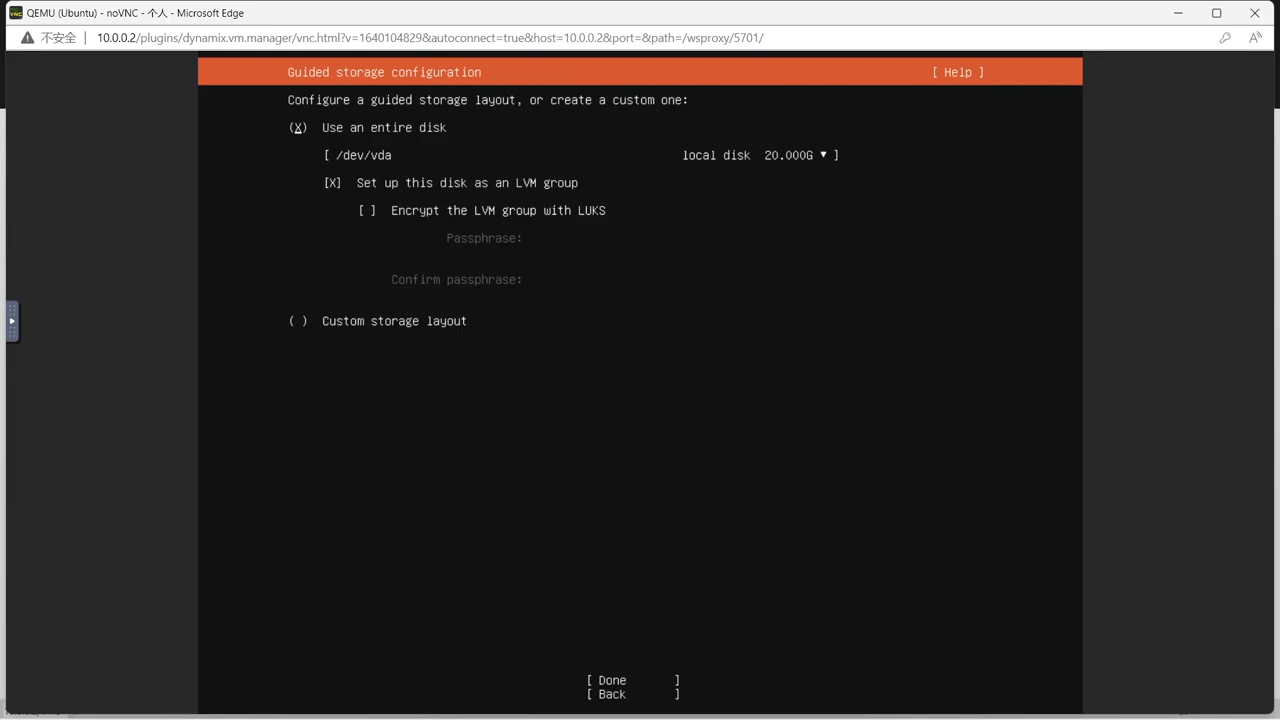 QEMU (Ubuntu) - noVNC - 个人 - Microsoft Edge
不安全 | 10.0.0.2/plugins/dynamix.vm.manager/vnc.html?v=1640104829&autoconnect=true&host=10.0.0.2&port=&path=/wsproxy/5701/
Guided storage configuration [ Help ]
Configure a guided storage layout, or create a custom one:
(X) Use an entire disk
[ /dev/vda local disk 20.000G ▼ ]
[X] Set up this disk as an LVM group
[ ] Encrypt the LVM group with LUKS
Passphrase:
Confirm passphrase:
( ) Custom storage layout
[ Done ]
[ Back ]